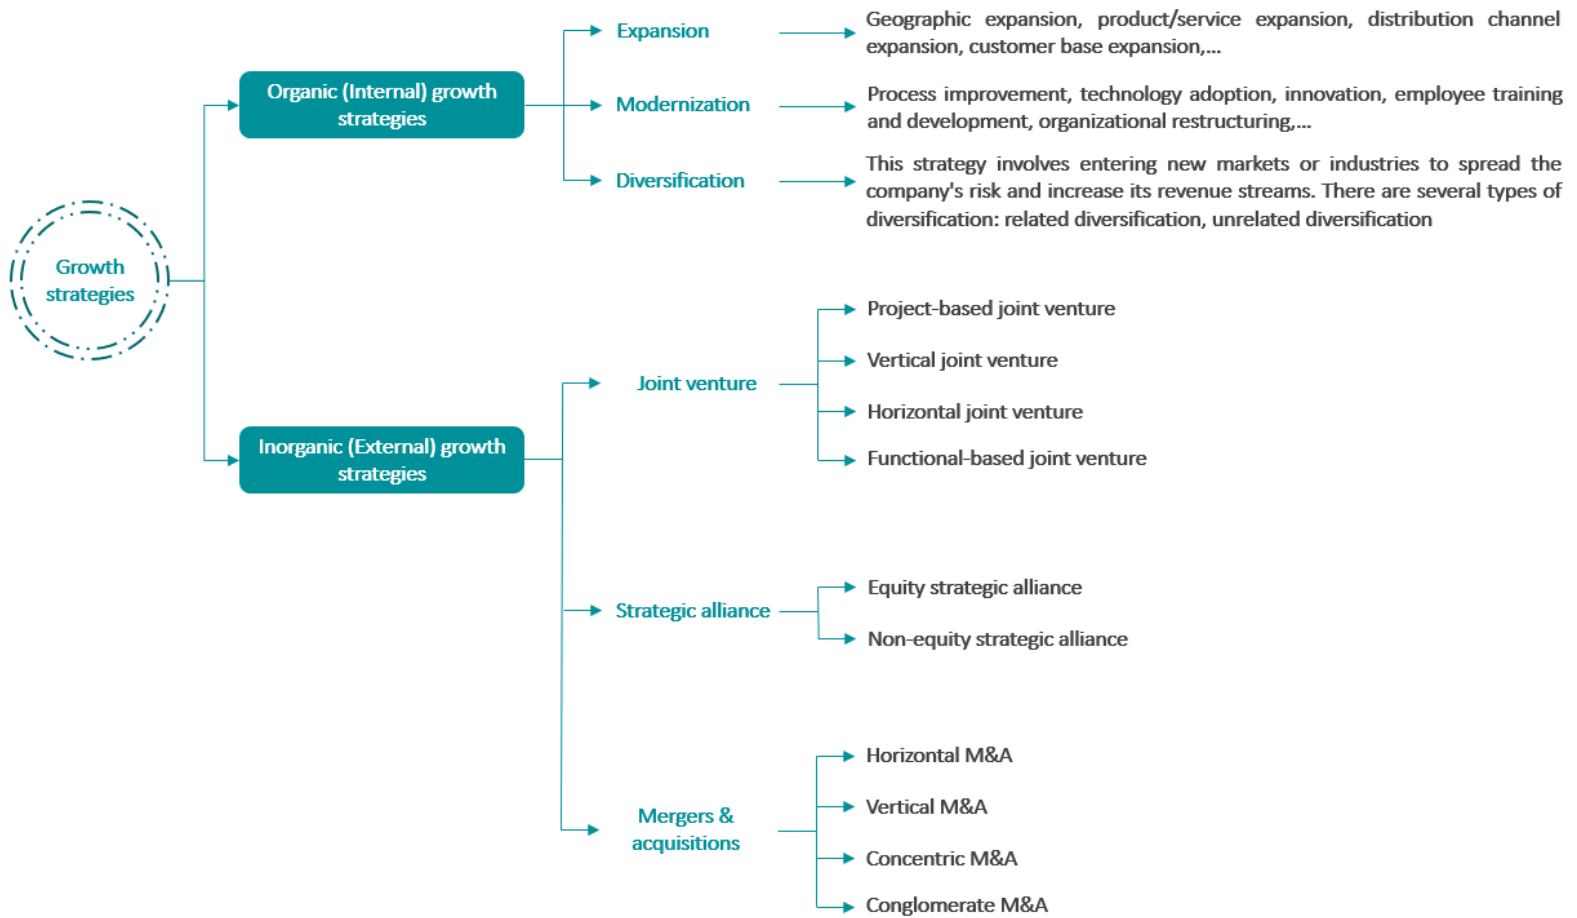 Growth
strategies
Organic (Internal) growth
strategies
Expansion
Geographic expansion, product/service expansion, distribution channel
expansion, customer base expansion,...
Modernization
Process improvement, technology adoption, innovation, employee training
and development, organizational restructuring,...
Diversification
This strategy involves entering new markets or industries to spread the
company's risk and increase its revenue streams. There are several types of
diversification: related diversification, unrelated diversification
Inorganic (External) growth
strategies
Joint venture
Project-based joint venture
Vertical joint venture
Horizontal joint venture
Functional-based joint venture
Strategic alliance
Equity strategic alliance
Non-equity strategic alliance
Mergers &
acquisitions
Horizontal M&A
Vertical M&A
Concentric M&A
Conglomerate M&A